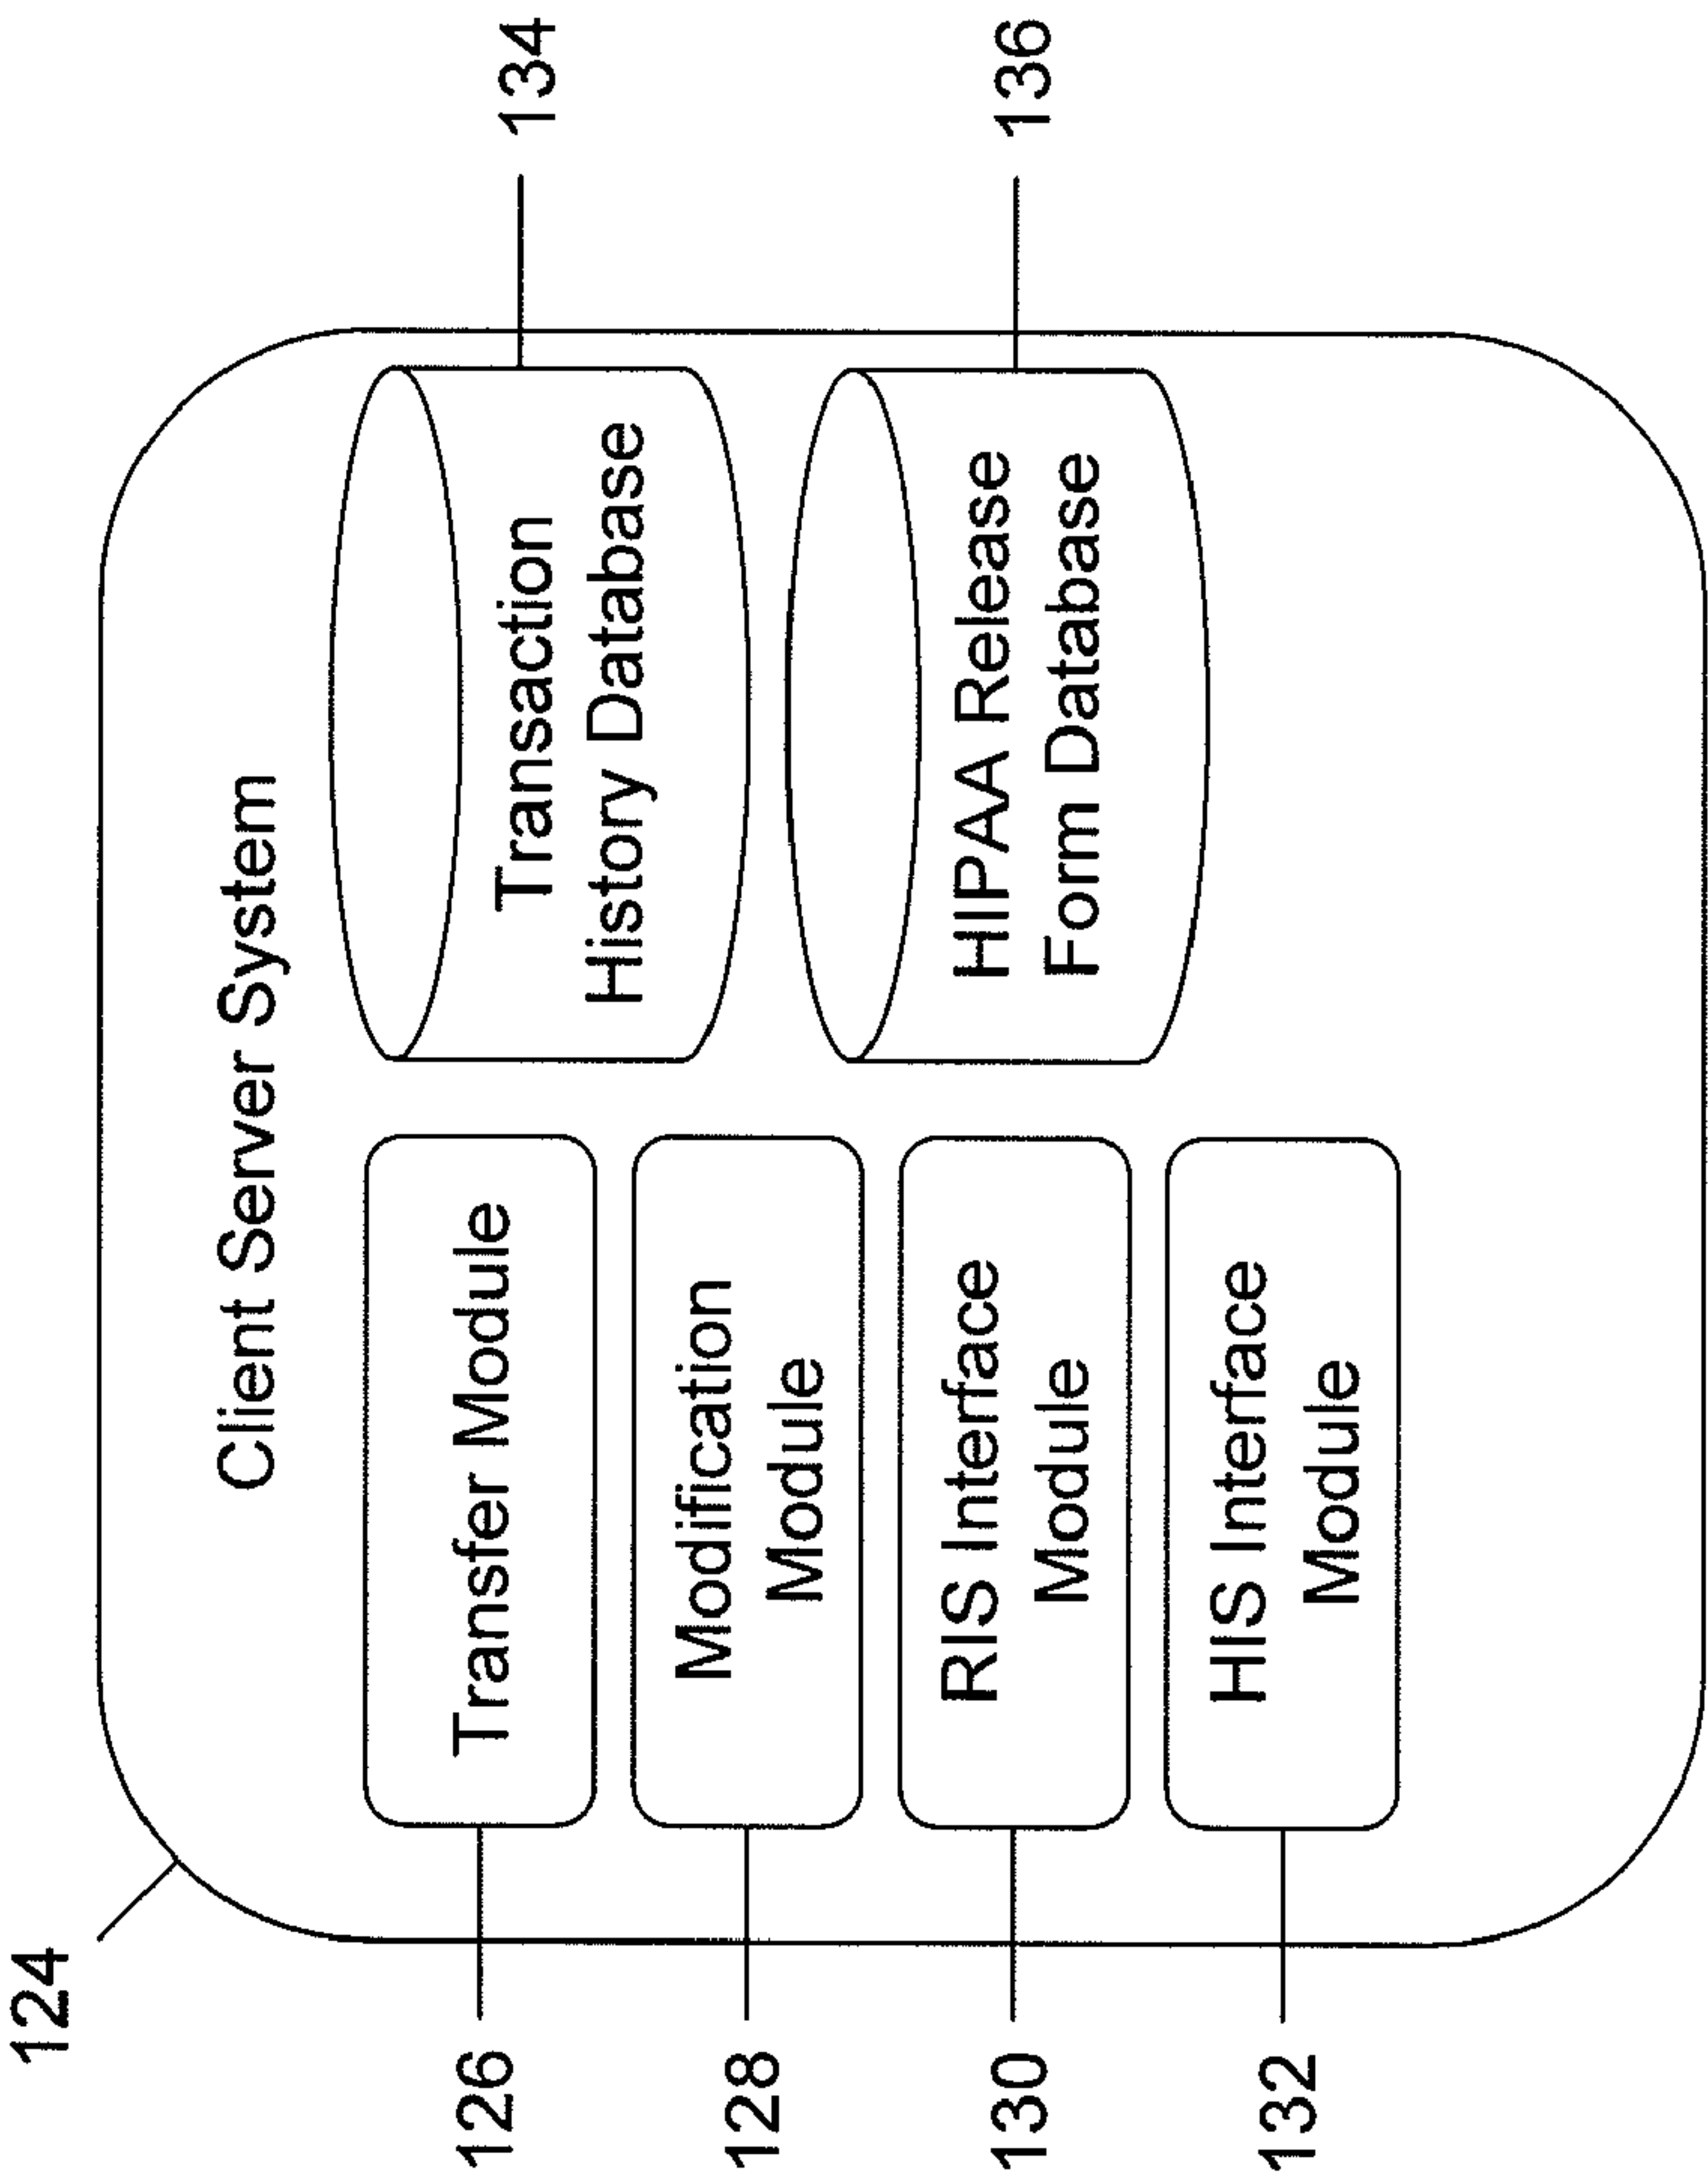 124
Client Server System
126
Transfer Module
128
Modification
Module
130
RIS Interface
Module
132
HIS Interface
Module
Transaction
History Database
134
HIPAA Release
Form Database
136